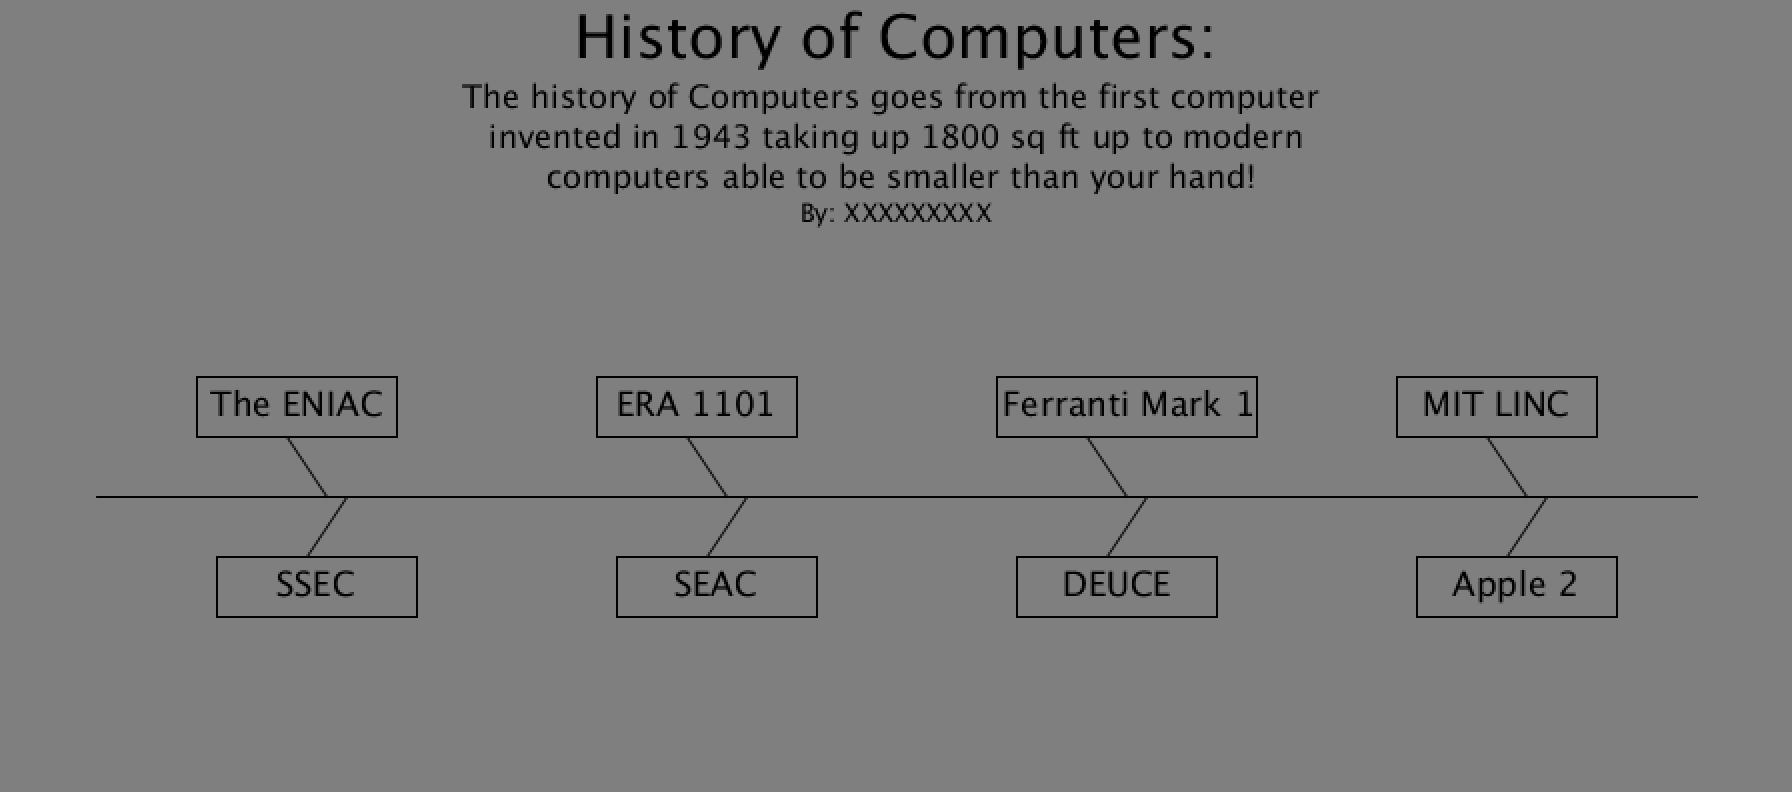 History of Computers:
The history of Computers goes from the first computer
invented in 1943 taking up 1800 sq ft up to modern
computers able to be smaller than your hand!
By: XXXXXXXXX
The ENIAC
ERA 1101
Ferranti Mark 1
MIT LINC
SSEC
SEAC
DEUCE
Apple 2